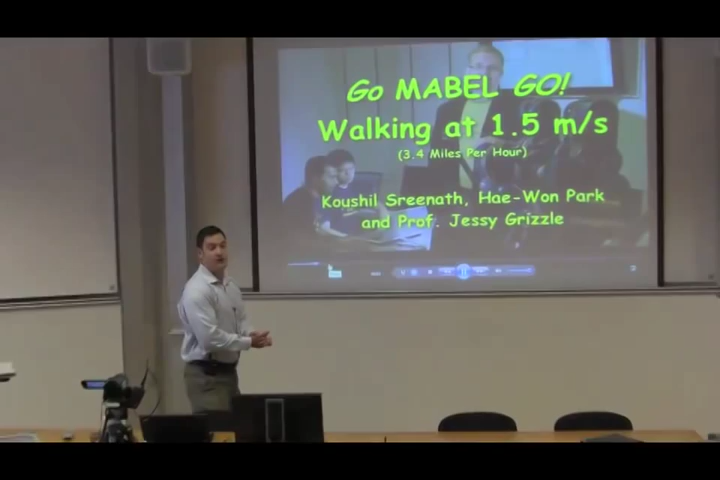 Go MABEL GO!
Walking at 1.5 m/s
(3.4 Miles Per Hour)
Koushil Sreenath, Hae-Won Park
and Prof. Jessy Grizzle